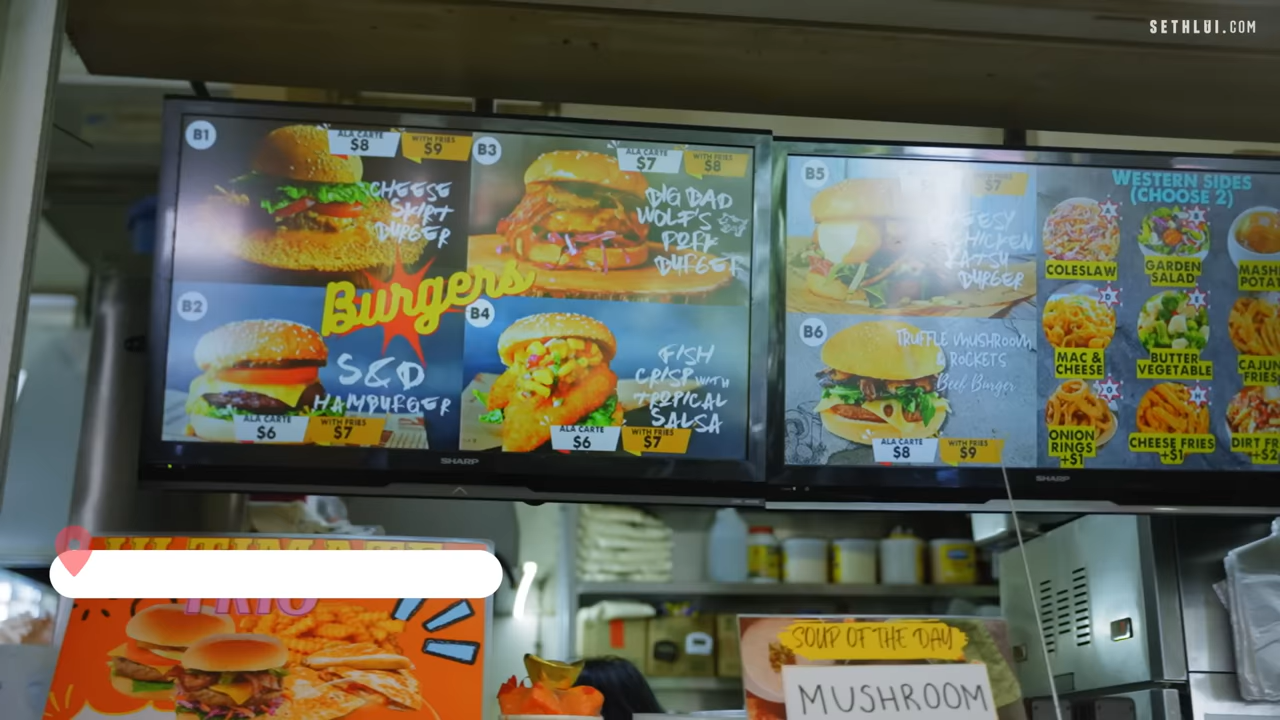 SETHLUI.COM
B1
ALA CARTE
$8
WITH FRIES
$9
CHEESE
SKIRT
BURGER
B3
ALA CARTE
$7
WITH FRIES
$8
BIG BAD
WOLF'S
PORK
BURGER
Burgers
B2
S&D
HAMBURGER
ALA CARTE
$6
WITH FRIES
$7
B4
FISH
CRISP WITH
TROPICAL
SALSA
ALA CARTE
$6
WITH FRIES
$7
B5
$7
CHICKEN
KATSU
BURGER
B6
TRUFFLE MUSHROOM
& ROCKETS
Beef Burger
ALA CARTE
$8
WITH FRIES
$9
WESTERN SIDES
(CHOOSE 2)
COLESLAW
GARDEN
SALAD
MAC &
CHEESE
BUTTER
VEGETABLE
CAJUN
FRIES
ONION
RINGS
+$1
CHEESE FRIES
+$1
SHARP
SHARP
ULTIMATE
TRIO
SOUP OF THE DAY
MUSHROOM